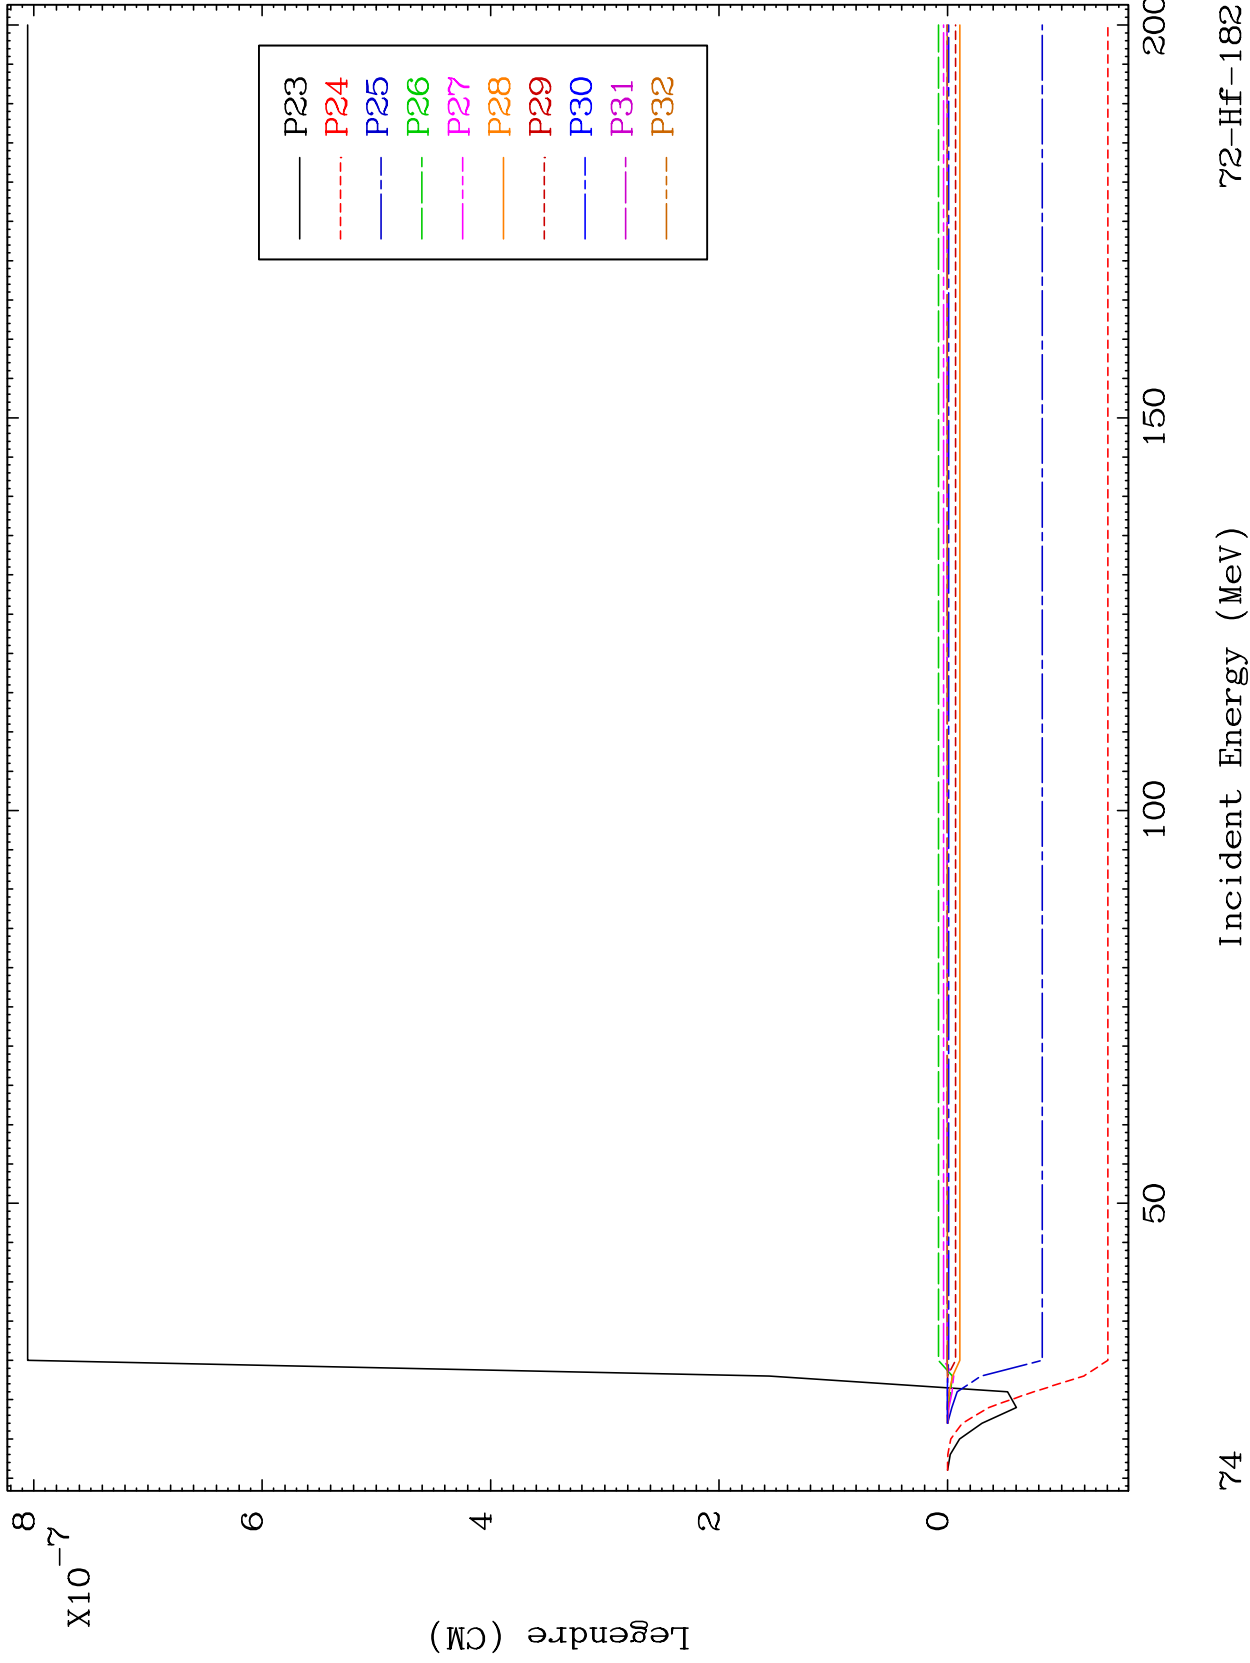 8
X10⁻⁷
6
4
2
0
Legendre (CM)
P23
P24
P25
P26
P27
P28
P29
P30
P31
P32
50
100
150
200
Incident Energy (MeV)
74
72-Hf-182